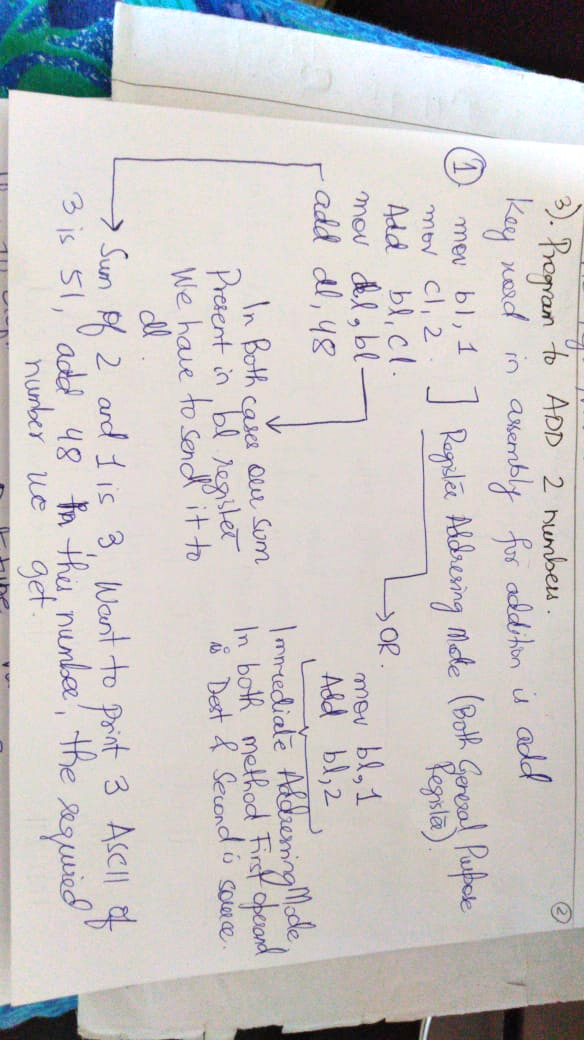 ②
3). Program to ADD 2 numbers.
Key word in assembly for addition is add
① mov bl, 1
mov cl, 2.
Add bl, cl.
mov dl, bl
add dl, 48
] Register Addressing Mode (Both General Purpose
Register).
→ OR.
mov bl, 1
Add bl, 2
Immediate Addressing Mode
In both method First operand
is Dest & Second is source.
In Both cases our sum
Present in bl register
We have to send it to
dl.
→ Sum of 2 and 1 is 3, Want to print 3 ASCII of
3 is 51, add 48 in this number, the required
number we get.